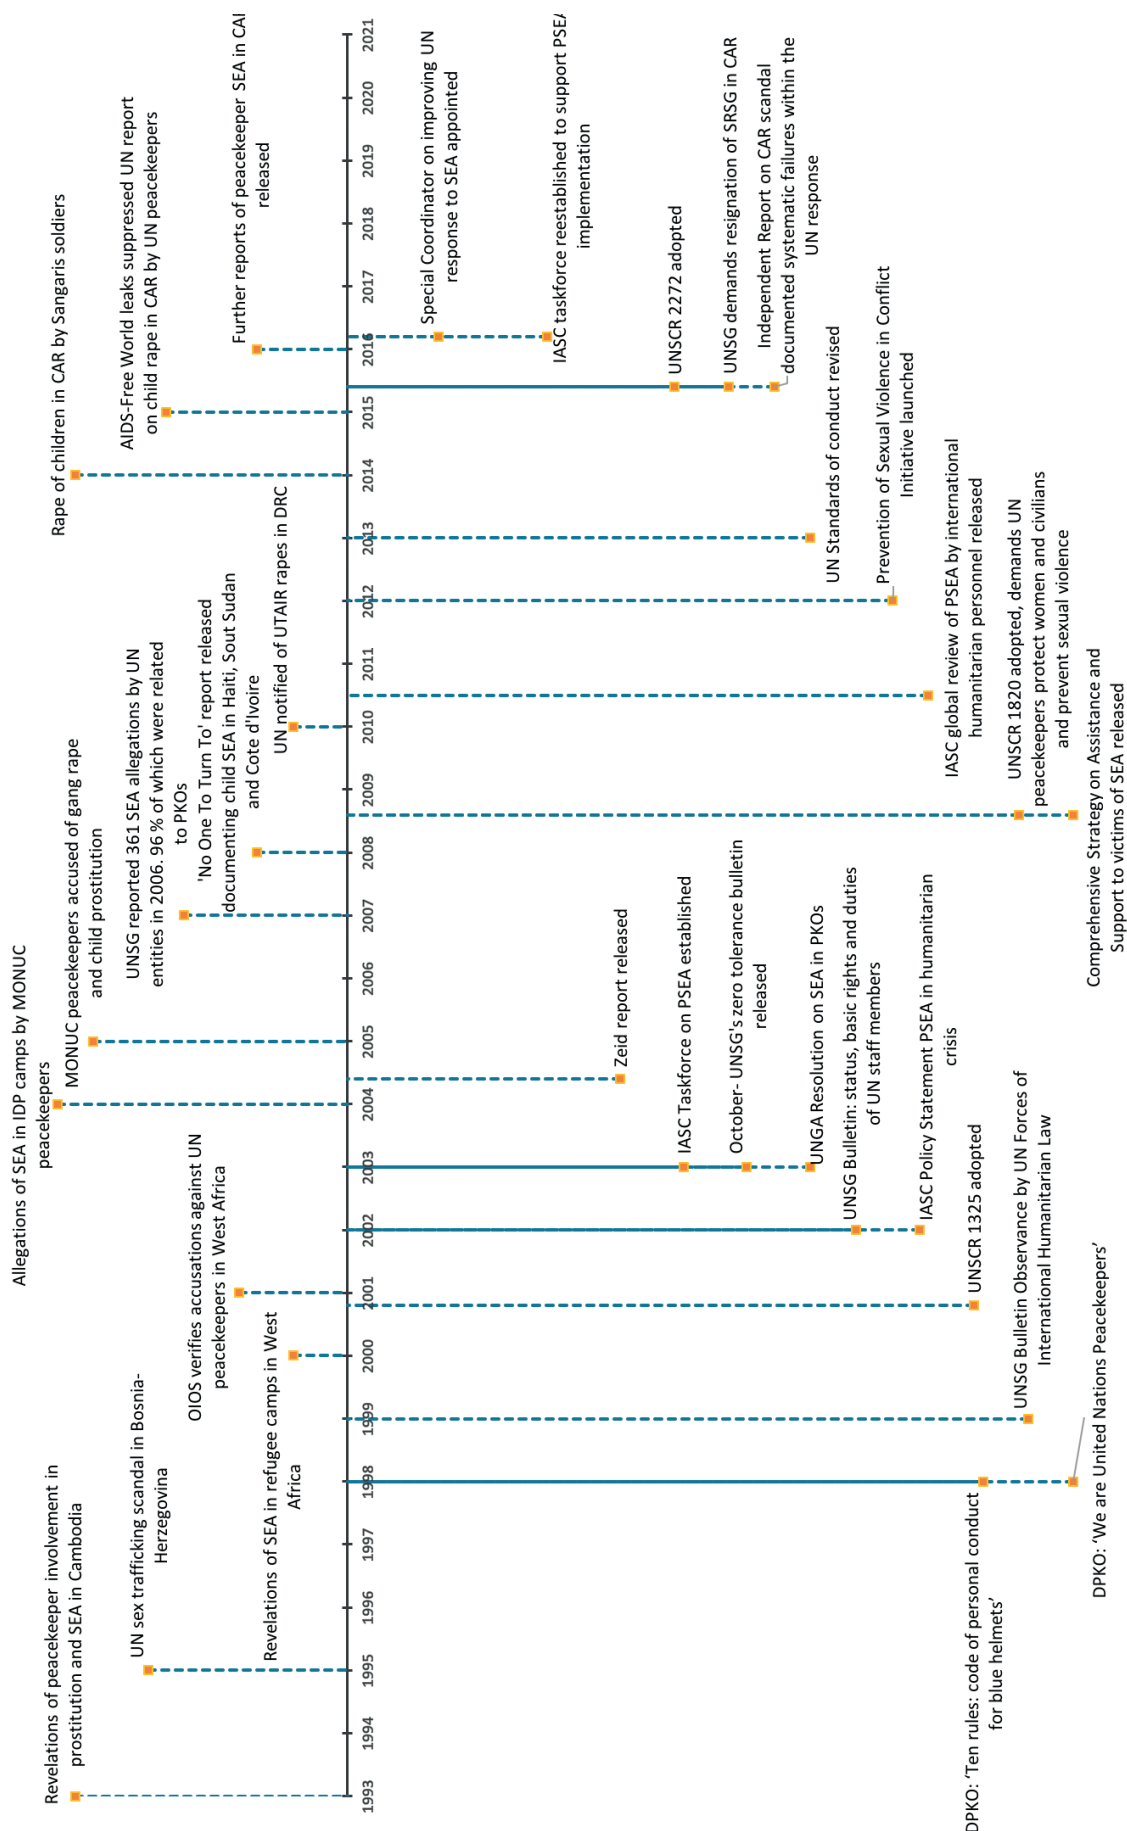 Revelations of peacekeeper involvement in
prostitution and SEA in Cambodia
UN sex trafficking scandal in Bosnia-
Herzegovina
Revelations of SEA in refugee camps in West
Africa
OIOS verifies accusations against UN
peacekeepers in West Africa
Allegations of SEA in IDP camps by MONUC
peacekeepers
MONUC peacekeepers accused of gang rape
and child prostitution
UNSG reported 361 SEA allegations by UN
entities in 2006. 96 % of which were related
to PKOs
'No One To Turn To' report released
documenting child SEA in Haiti, Sout Sudan
and Cote d'Ivoire
UN notified of UTAIR rapes in DRC
Rape of children in CAR by Sangaris soldiers
AIDS-Free World leaks suppressed UN report
on child rape in CAR by UN peacekeepers
Further reports of peacekeeper SEA in CAR
released
1993
1994
1995
1996
1997
1998
1999
2000
2001
2002
2003
2004
2005
2006
2007
2008
2009
2010
2011
2012
2013
2014
2015
2016
2017
2018
2019
2020
2021
DPKO: ‘Ten rules: code of personal conduct
for blue helmets’
DPKO: ‘We are United Nations Peacekeepers’
UNSG Bulletin Observance by UN Forces of
International Humanitarian Law
UNSCR 1325 adopted
UNSG Bulletin: status, basic rights and duties
of UN staff members
IASC Policy Statement PSEA in humanitarian
crisis
IASC Taskforce on PSEA established
October- UNSG's zero tolerance bulletin
released
UNGA Resolution on SEA in PKOs
Zeid report released
UNSCR 1820 adopted, demands UN
peacekeepers protect women and civilians
and prevent sexual violence
Comprehensive Strategy on Assistance and
Support to victims of SEA released
IASC global review of PSEA by international
humanitarian personnel released
Prevention of Sexual Violence in Conflict
Initiative launched
UN Standards of conduct revised
UNSCR 2272 adopted
UNSG demands resignation of SRSG in CAR
Independent Report on CAR scandal
documented systematic failures within the
UN response
Special Coordinator on improving UN
response to SEA appointed
IASC taskforce reestablished to support PSEA
implementation